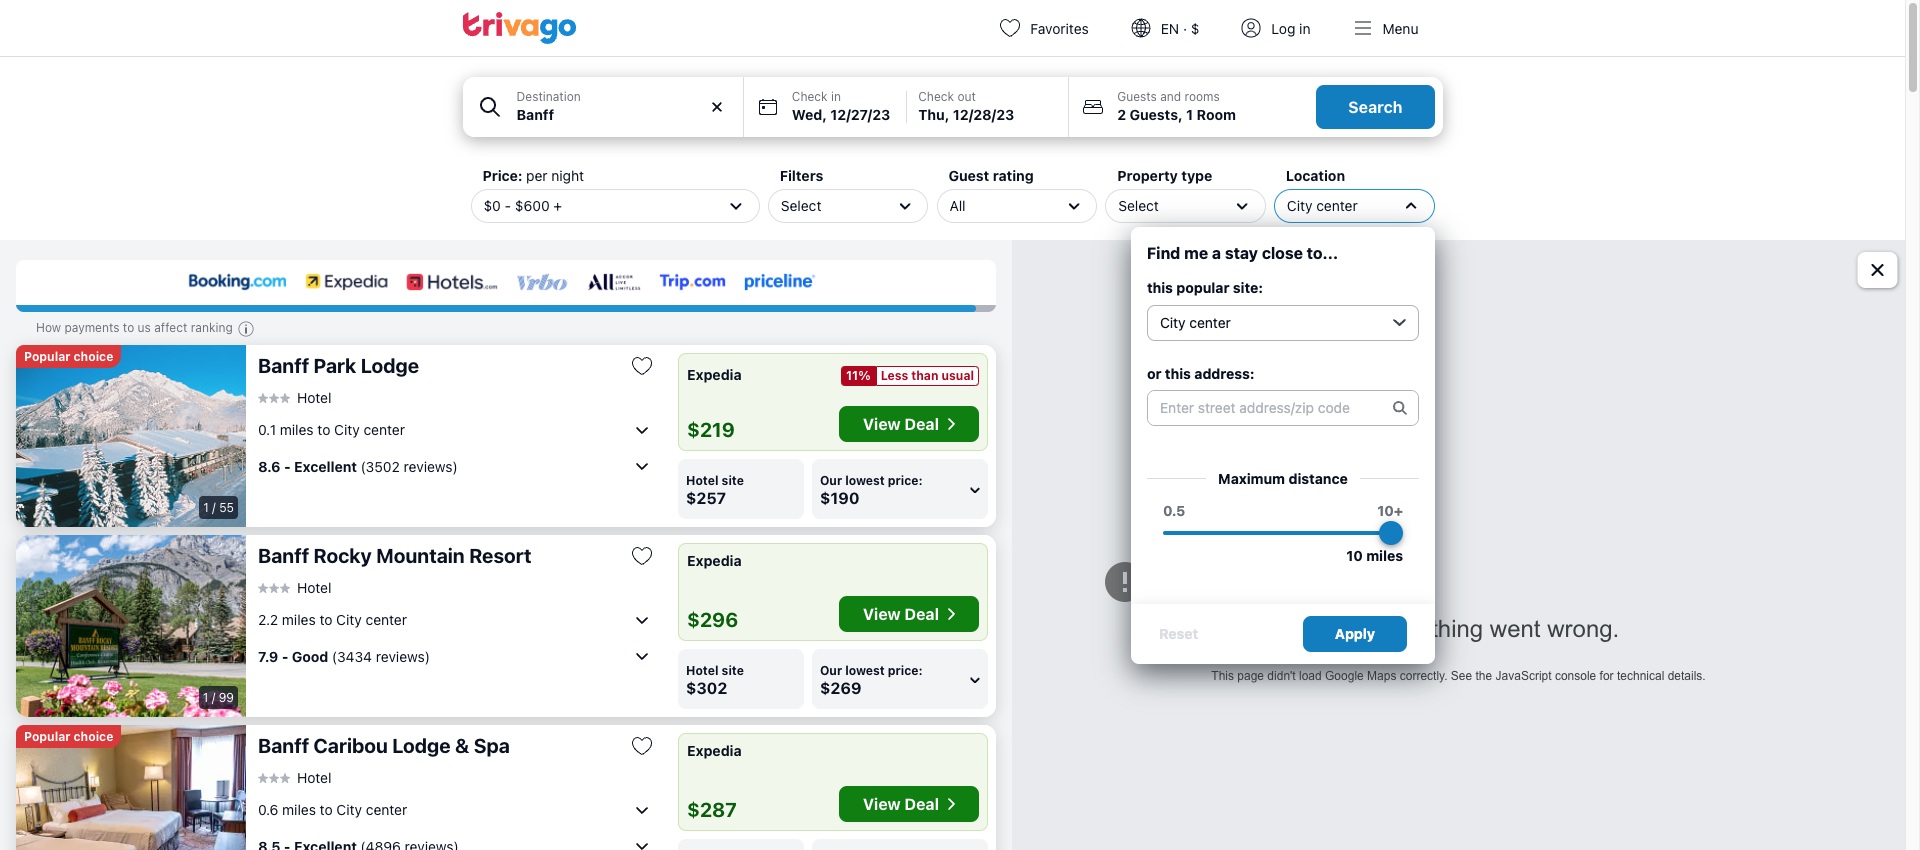 trivago
Favorites
EN · $
Log in
Menu
Destination
Banff
Check in
Wed, 12/27/23
Check out
Thu, 12/28/23
Guests and rooms
2 Guests, 1 Room
Search
Price: per night
$0 - $600 +
Filters
Select
Guest rating
All
Property type
Select
Location
City center
Booking.com
Expedia
Hotels.com
Vrbo
ALL ACCOR LIVE LIMITLESS
Trip.com
priceline
How payments to us affect ranking
Popular choice
1 / 55
Banff Park Lodge
Hotel
0.1 miles to City center
8.6 - Excellent (3502 reviews)
Expedia
11% Less than usual
$219
View Deal
Hotel site
$257
Our lowest price:
$190
1 / 99
Banff Rocky Mountain Resort
Hotel
2.2 miles to City center
7.9 - Good (3434 reviews)
Expedia
$296
View Deal
Hotel site
$302
Our lowest price:
$269
BANFF ROCKY
MOUNTAIN RESORT
Popular choice
Banff Caribou Lodge & Spa
Hotel
0.6 miles to City center
8.5 - Excellent (4896 reviews)
Expedia
$287
View Deal
Find me a stay close to...
this popular site:
City center
or this address:
Enter street address/zip code
Maximum distance
0.5
10+
10 miles
Reset
Apply
thing went wrong.
This page didn't load Google Maps correctly. See the JavaScript console for technical details.